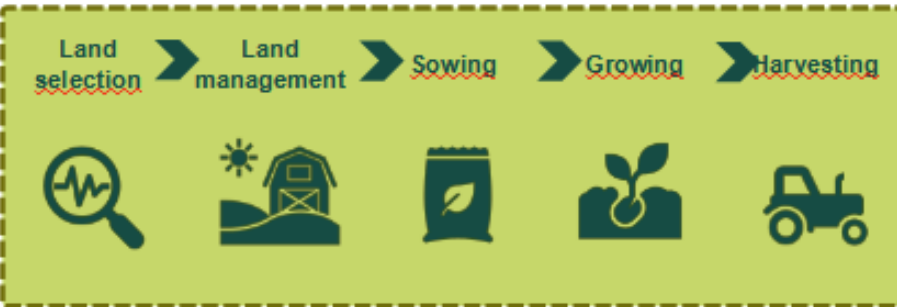 Land
selection
Land
management
Sowing
Growing
Harvesting